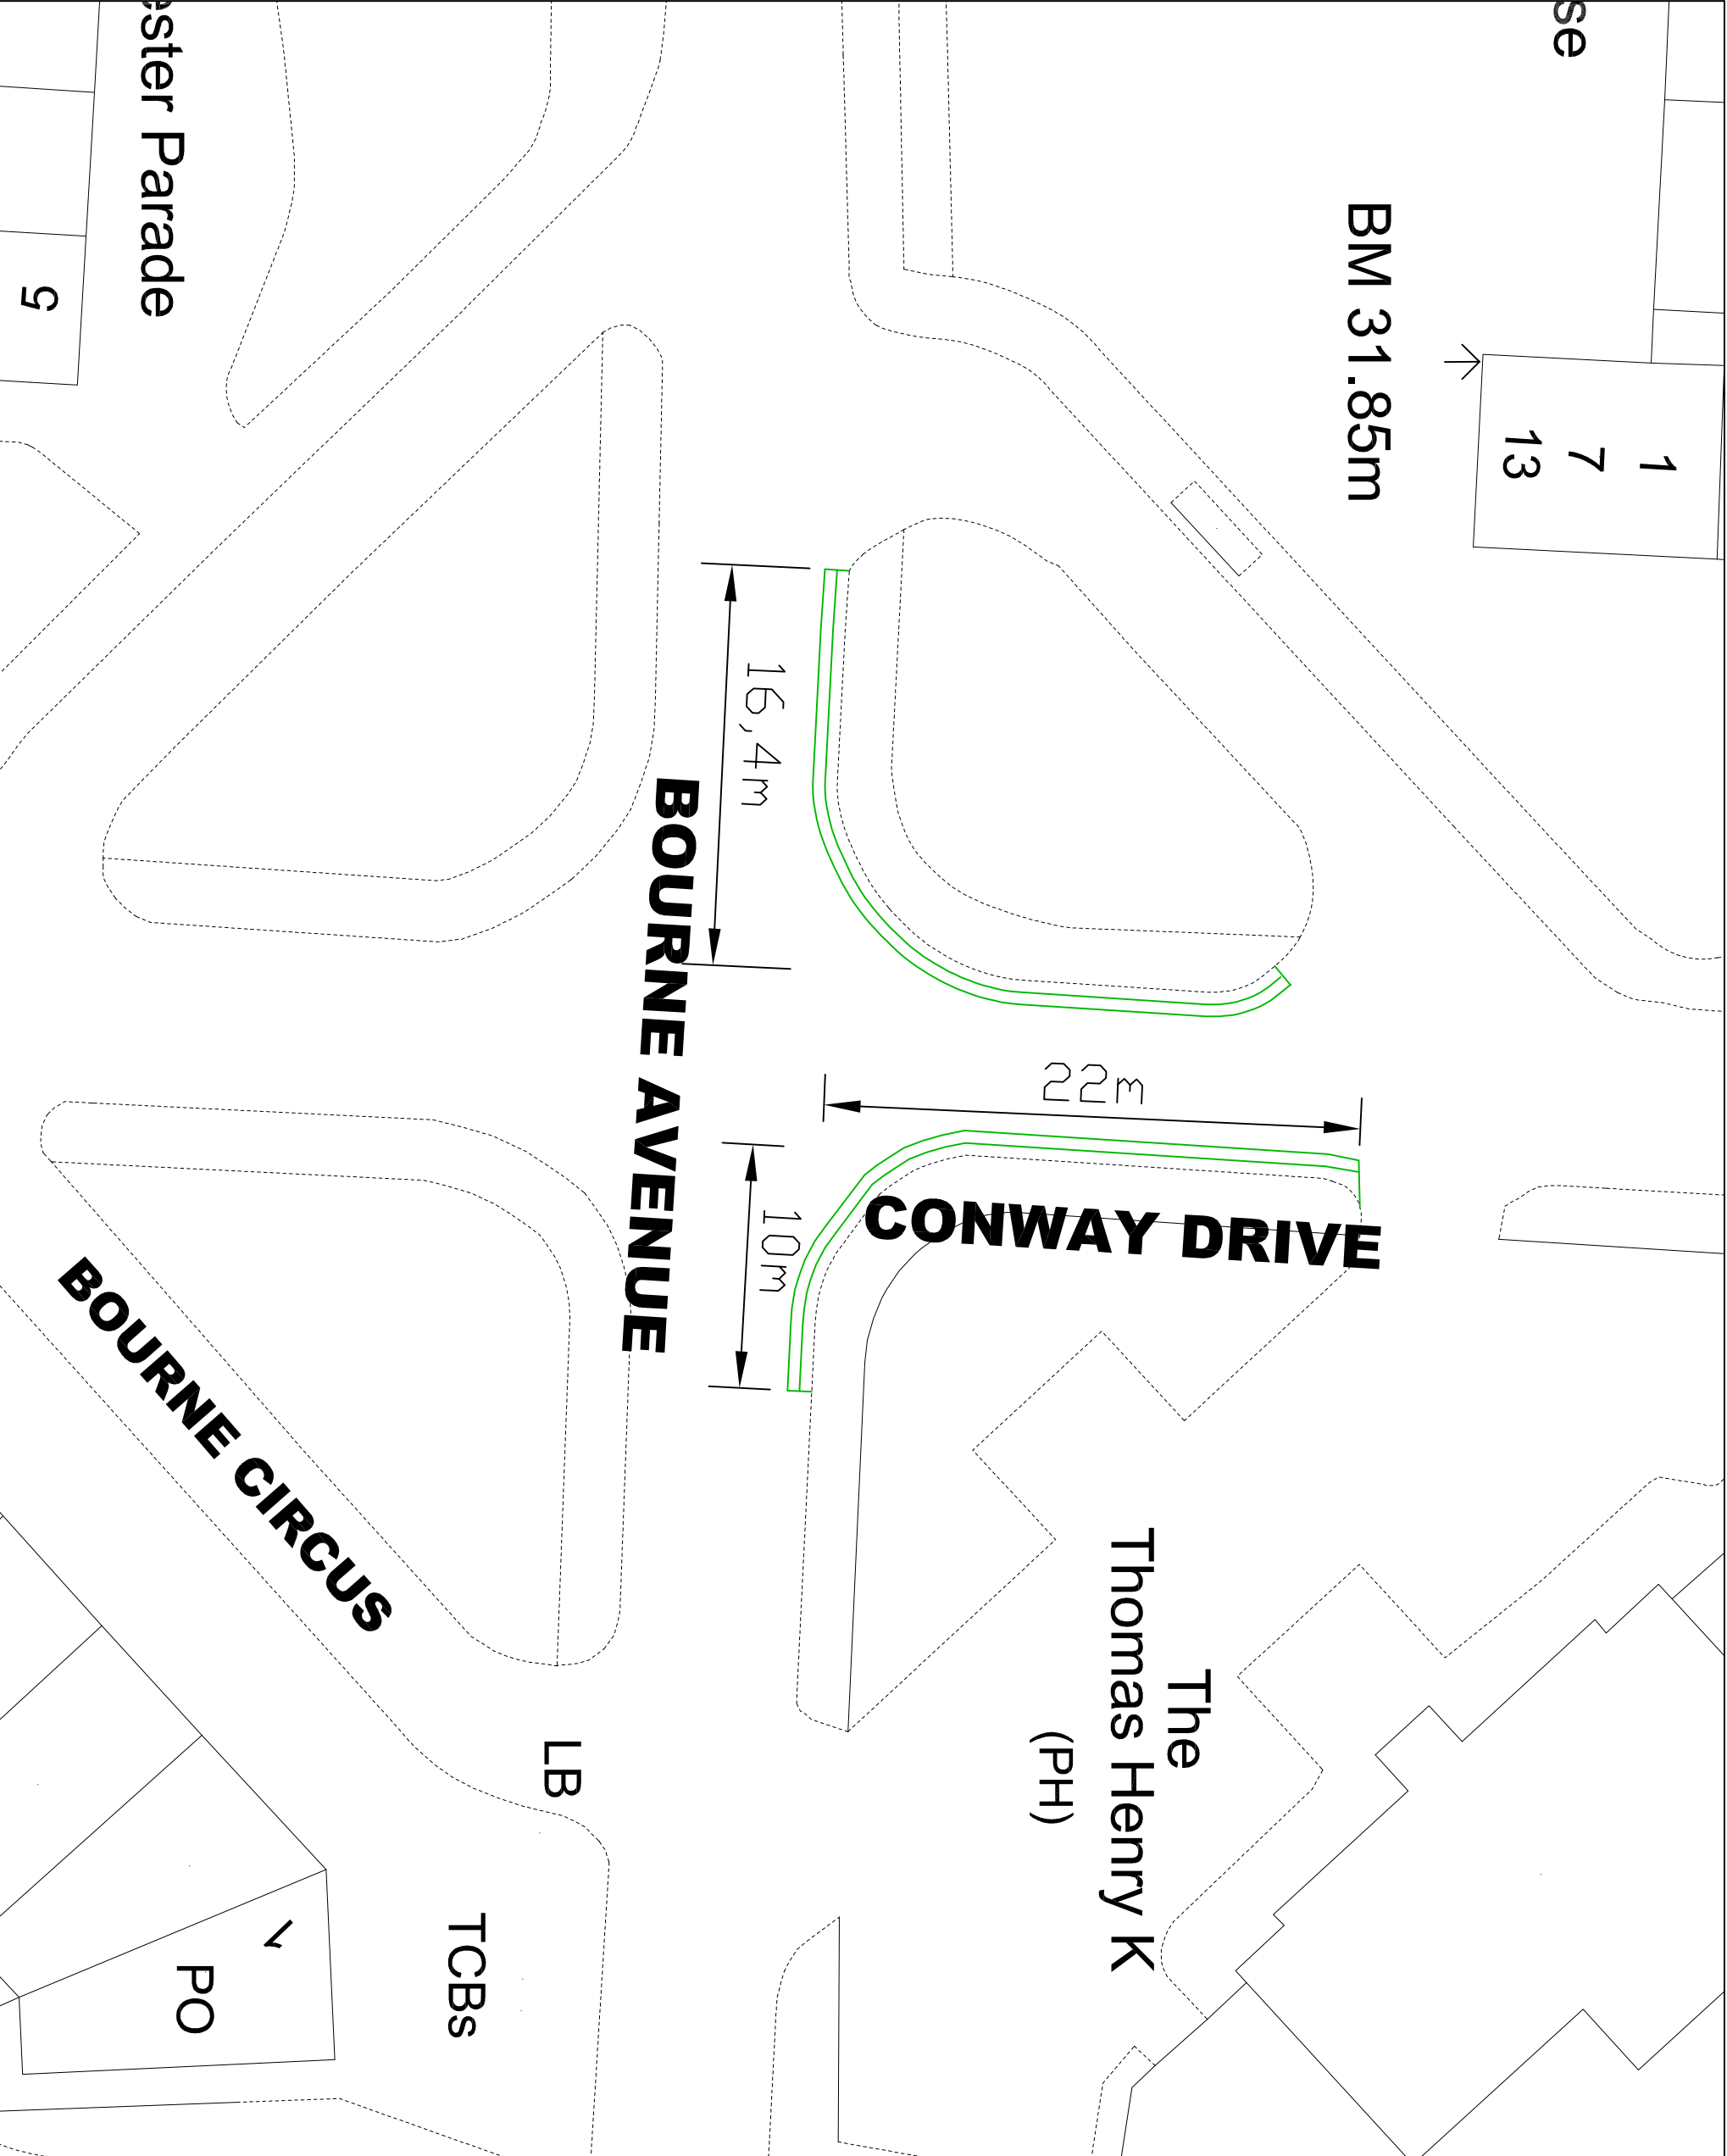 ester Parade
se
BM 31.85m
1
7
13
5
16,4m
BOURNE AVENUE
22m
10m
CONWAY DRIVE
BOURNE CIRCUS
The
Thomas Henry K
(PH)
LB
TCBs
1
PO